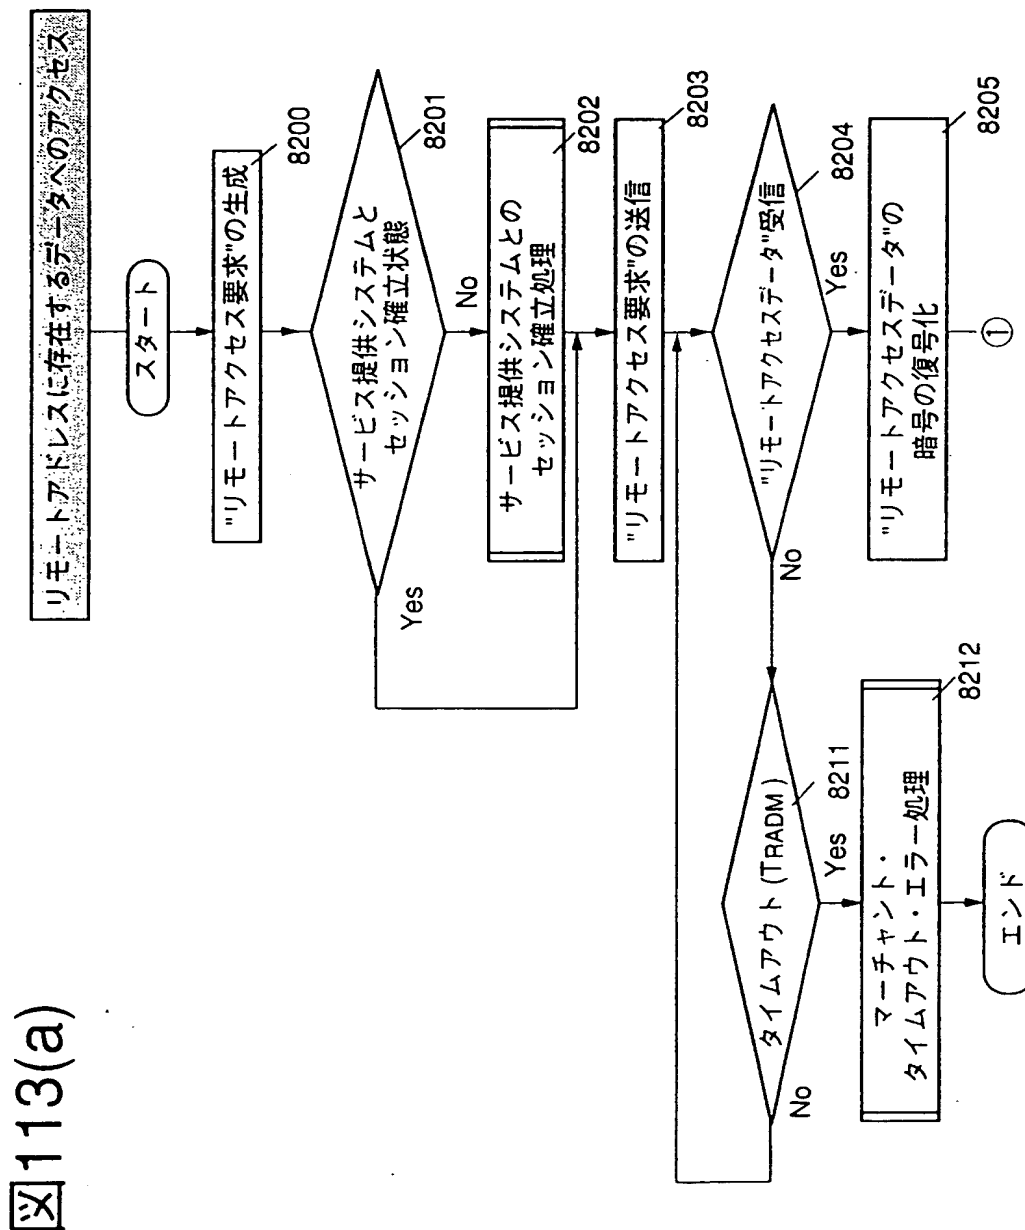 図113(a)
リモートアドレスに存在するデータへのアクセス
スタート
"リモートアクセス要求"の生成
8200
サービス提供システムと
セッション確立状態
8201
Yes
No
サービス提供システムとの
セッション確立処理
8202
"リモートアクセス要求"の送信
8203
"リモートアクセスデータ"受信
8204
No
Yes
"リモートアクセスデータ"の
暗号の復号化
8205
①
タイムアウト(TRADM)
8211
No
Yes
マーチャント・
タイムアウト・エラー処理
8212
エンド